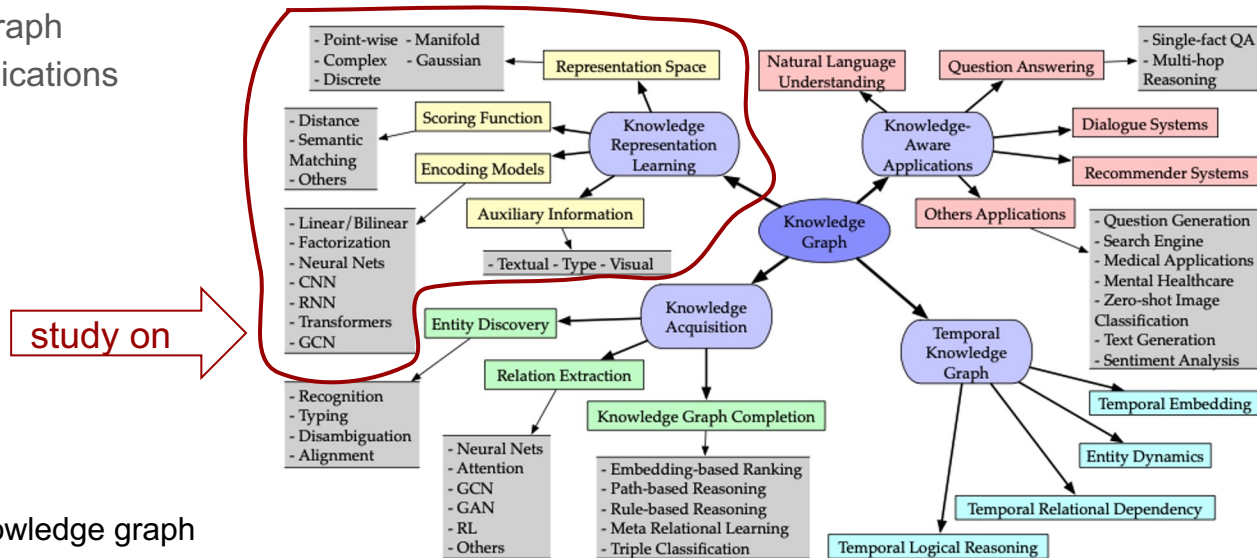 raph
lications
- Point-wise - Manifold
- Complex - Gaussian
- Discrete
Representation Space
- Distance
- Semantic
Matching
- Others
Scoring Function
Encoding Models
Knowledge
Representation
Learning
Auxiliary Information
- Linear/Bilinear
- Factorization
- Neural Nets
- CNN
- RNN
- Transformers
- GCN
- Textual - Type - Visual
study on
Natural Language
Understanding
Question Answering
- Single-fact QA
- Multi-hop
Reasoning
Knowledge-
Aware
Applications
Dialogue Systems
Recommender Systems
Others Applications
- Question Generation
- Search Engine
- Medical Applications
- Mental Healthcare
- Zero-shot Image
Classification
- Text Generation
- Sentiment Analysis
Knowledge
Graph
Knowledge
Acquisition
Entity Discovery
- Recognition
- Typing
- Disambiguation
- Alignment
Relation Extraction
- Neural Nets
- Attention
- GCN
- GAN
- RL
- Others
Knowledge Graph Completion
- Embedding-based Ranking
- Path-based Reasoning
- Rule-based Reasoning
- Meta Relational Learning
- Triple Classification
Temporal
Knowledge
Graph
Temporal Embedding
Entity Dynamics
Temporal Relational Dependency
Temporal Logical Reasoning
owledge graph